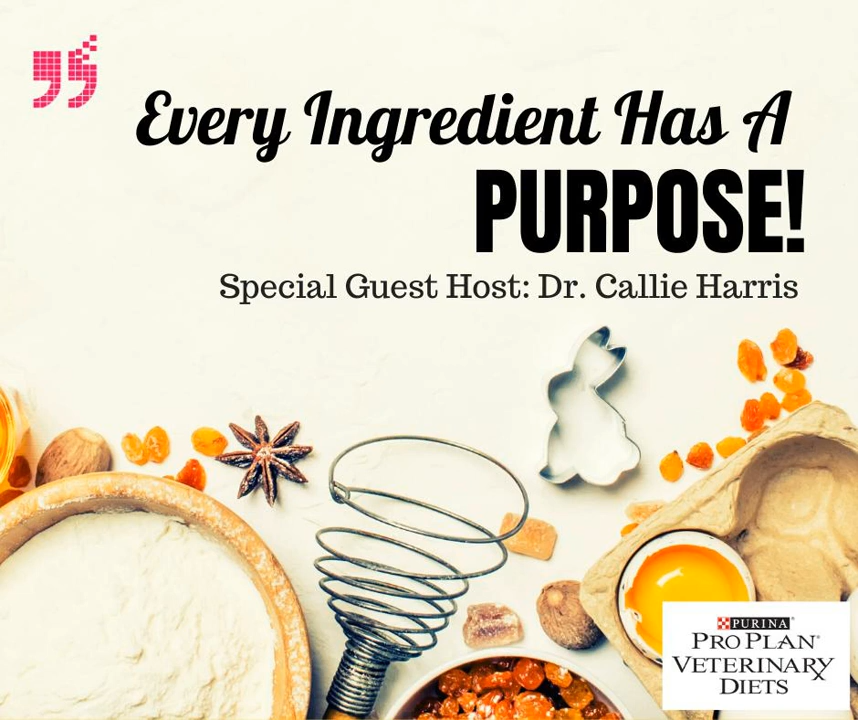 Every Ingredient Has A
PURPOSE!
Special Guest Host: Dr. Callie Harris
PURINA®
PRO PLAN®
VETERINARY
DIETS